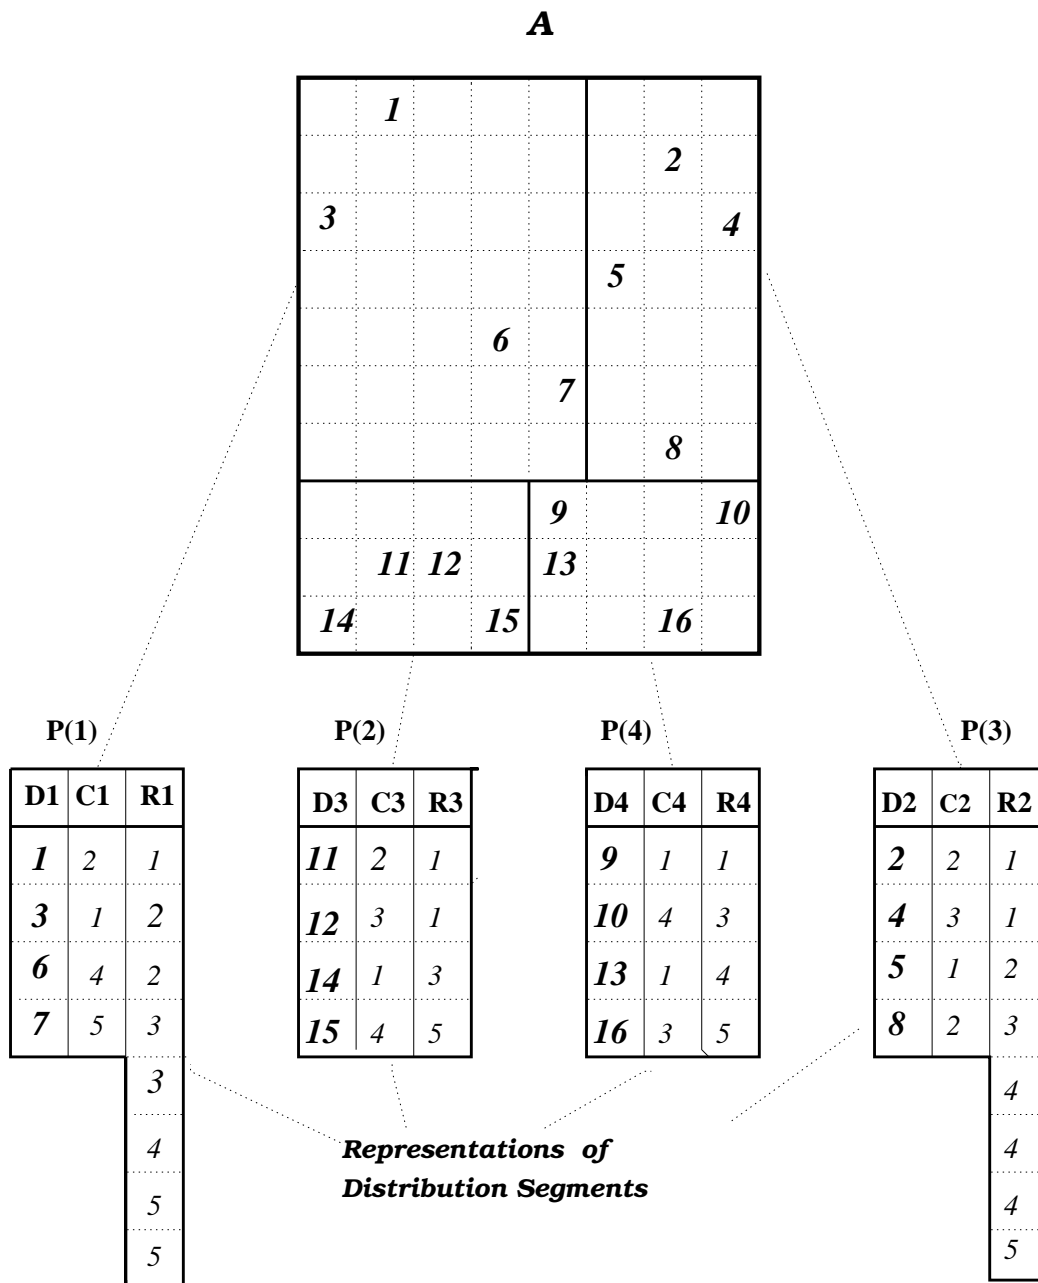 A
1
2
3 4
5
6
7
8
9 10
11 12 13
14 15 16
P(1) P(2) P(4) P(3)
D1 C1 R1 D3 C3 R3 D4 C4 R4 D2 C2 R2
1 2 1 11 2 1 9 1 1 2 2 1
3 1 2 12 3 1 10 4 3 4 3 1
6 4 2 14 1 3 13 1 4 5 1 2
7 5 3 15 4 5 16 3 5 8 2 3
3 4
4 4
5 4
5 5
Representations of
Distribution Segments